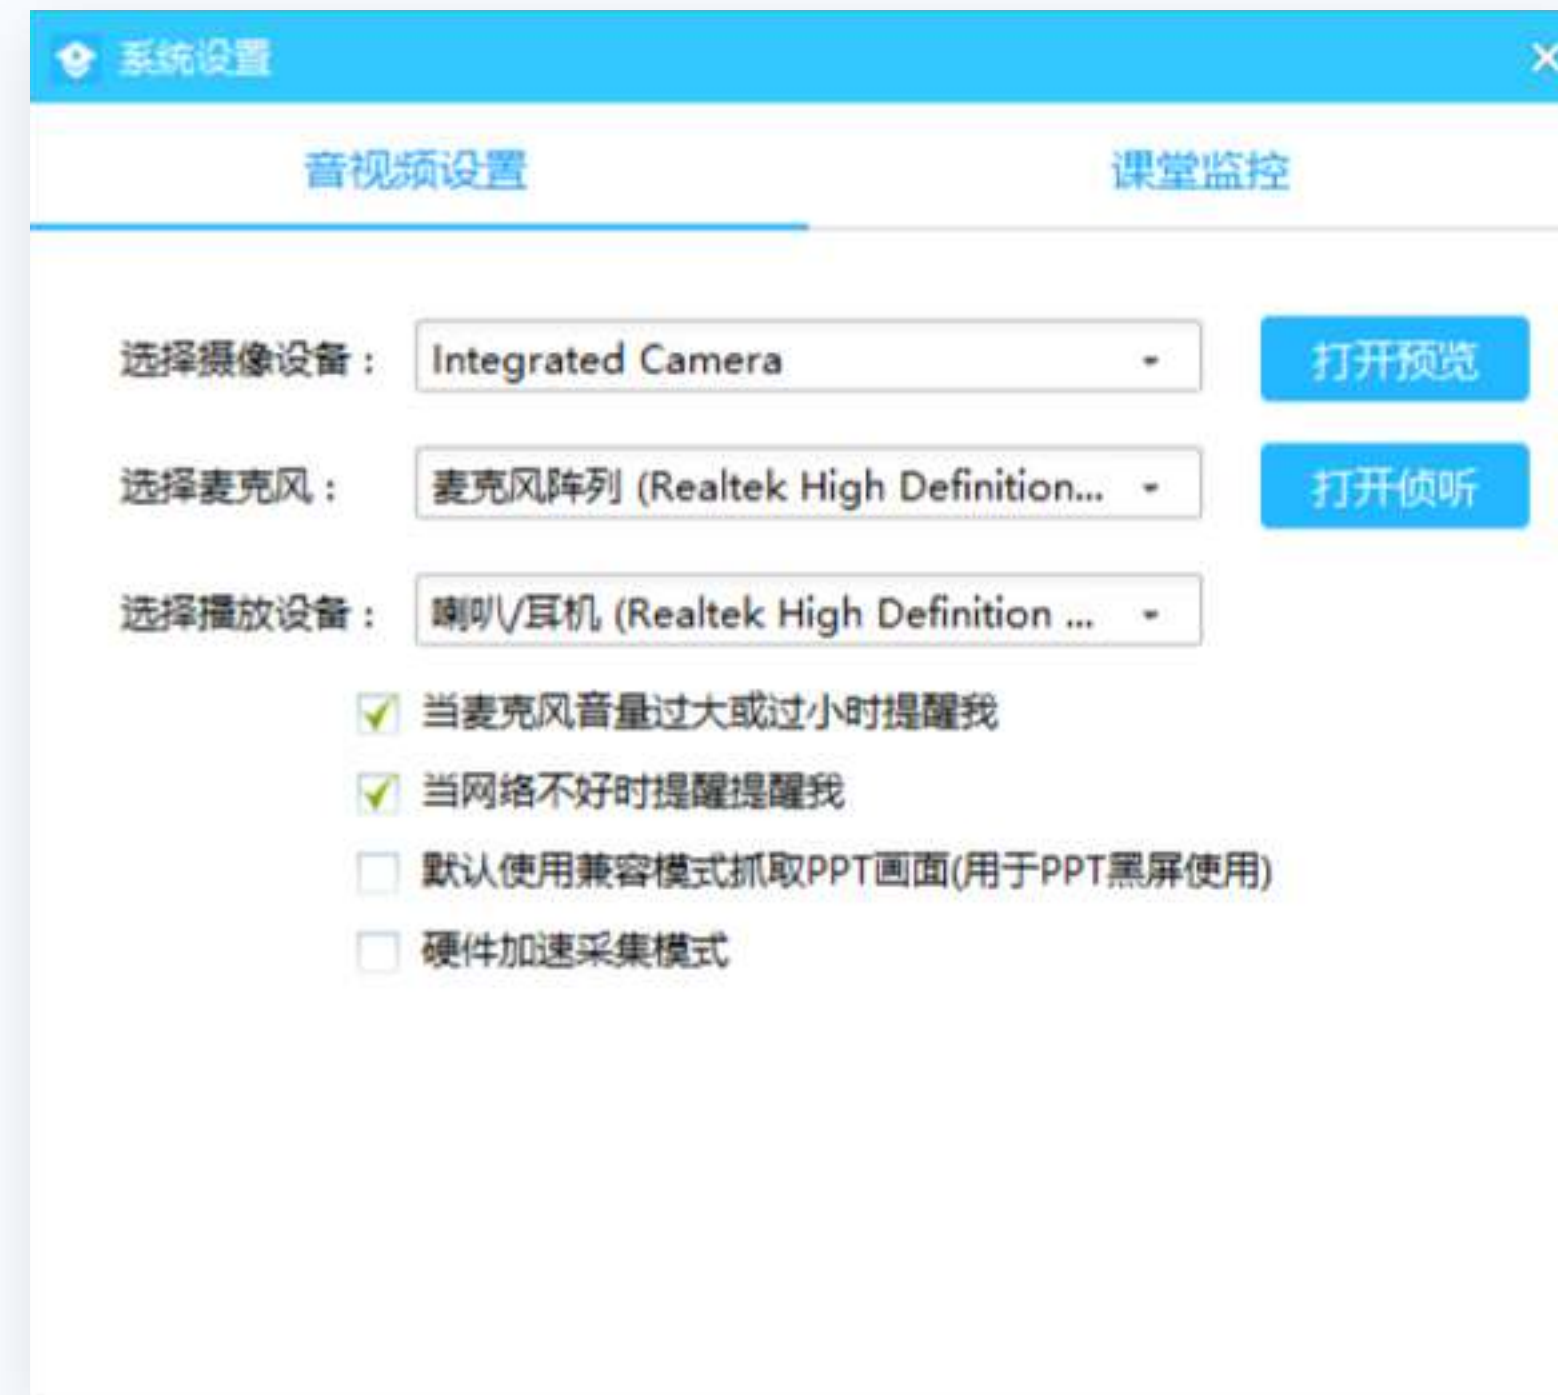 系统设置
音视频设置 课堂监控
选择摄像设备： Integrated Camera 打开预览
选择麦克风： 麦克风阵列 (Realtek High Definition... 打开侦听
选择播放设备： 喇叭/耳机 (Realtek High Definition ...
当麦克风音量过大或过小时提醒我
当网络不好时提醒提醒我
默认使用兼容模式抓取PPT画面(用于PPT黑屏使用)
硬件加速采集模式